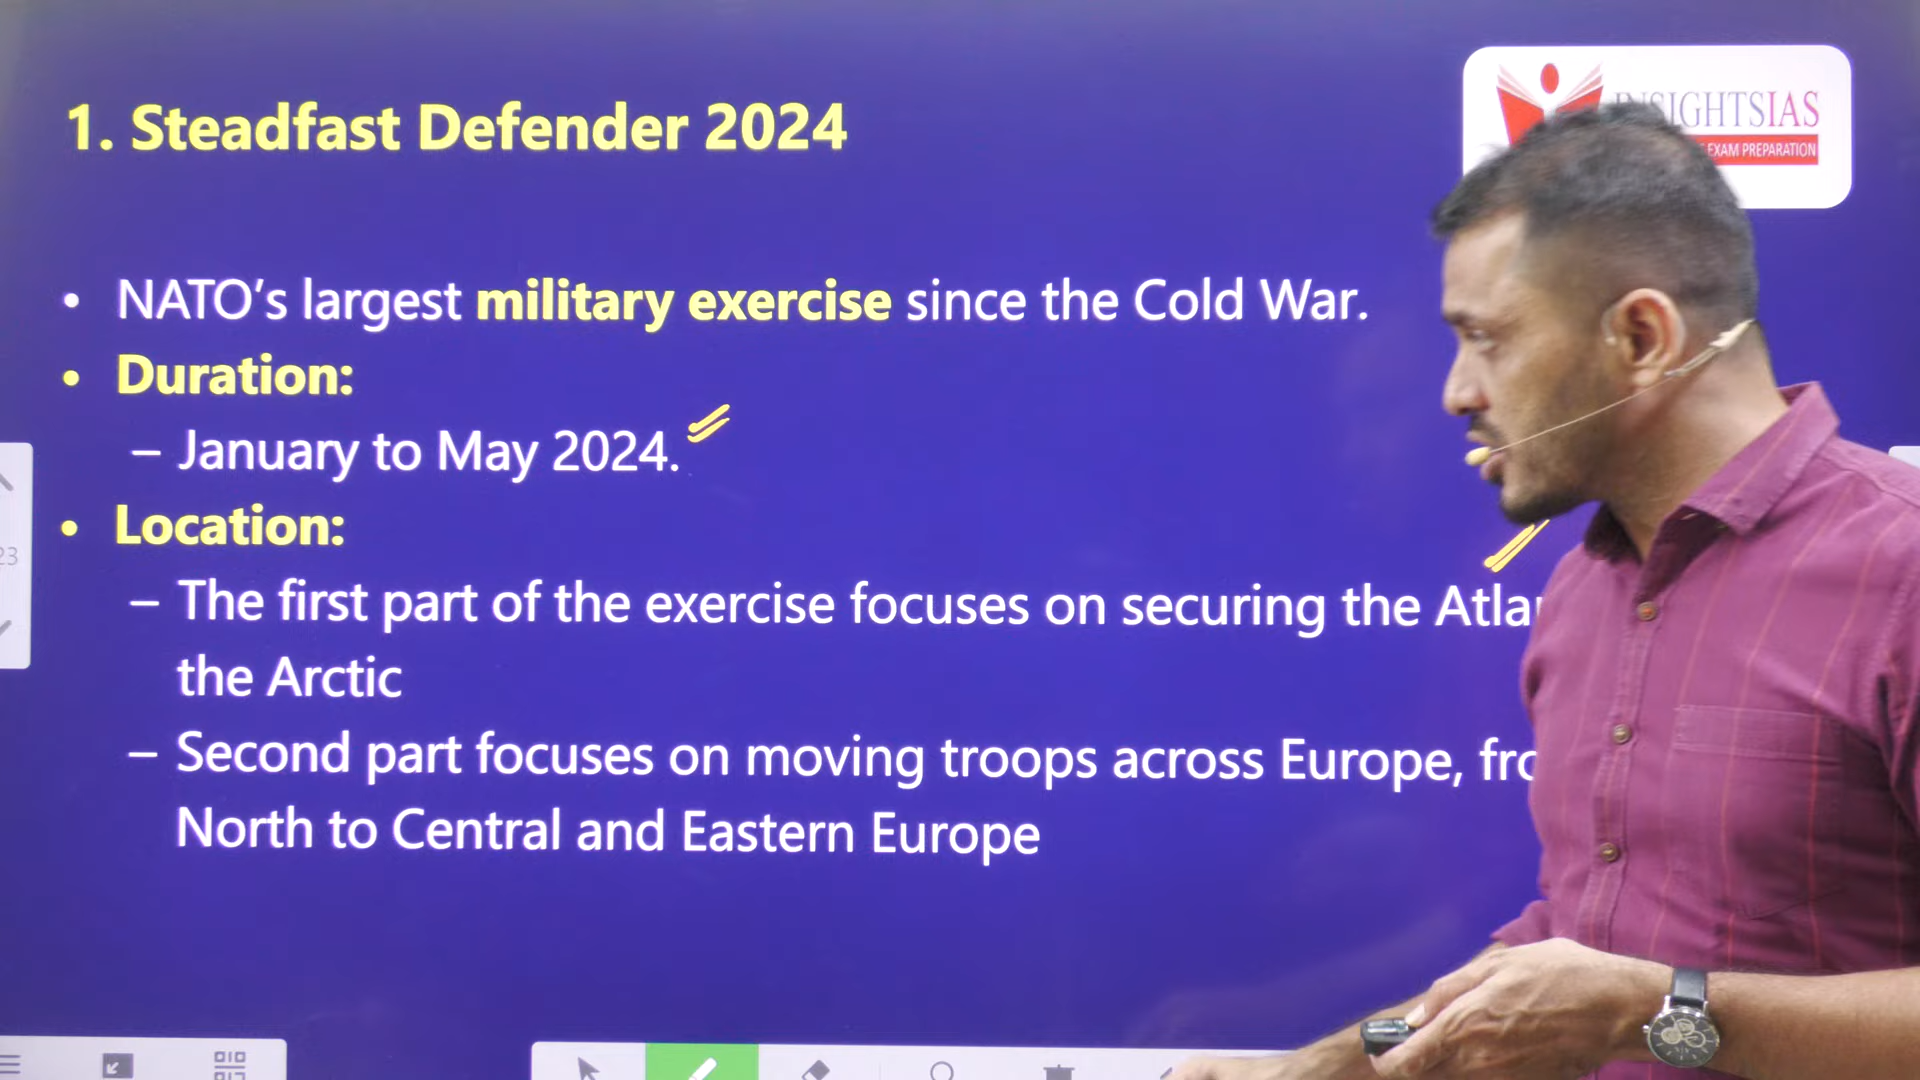 1. Steadfast Defender 2024
INSIGHTSIAS
EXAM PREPARATION
• NATO’s largest military exercise since the Cold War.
• Duration:
– January to May 2024.
• Location:
– The first part of the exercise focuses on securing the
the Arctic
– Second part focuses on moving troops across Europe,
North to Central and Eastern Europe
23